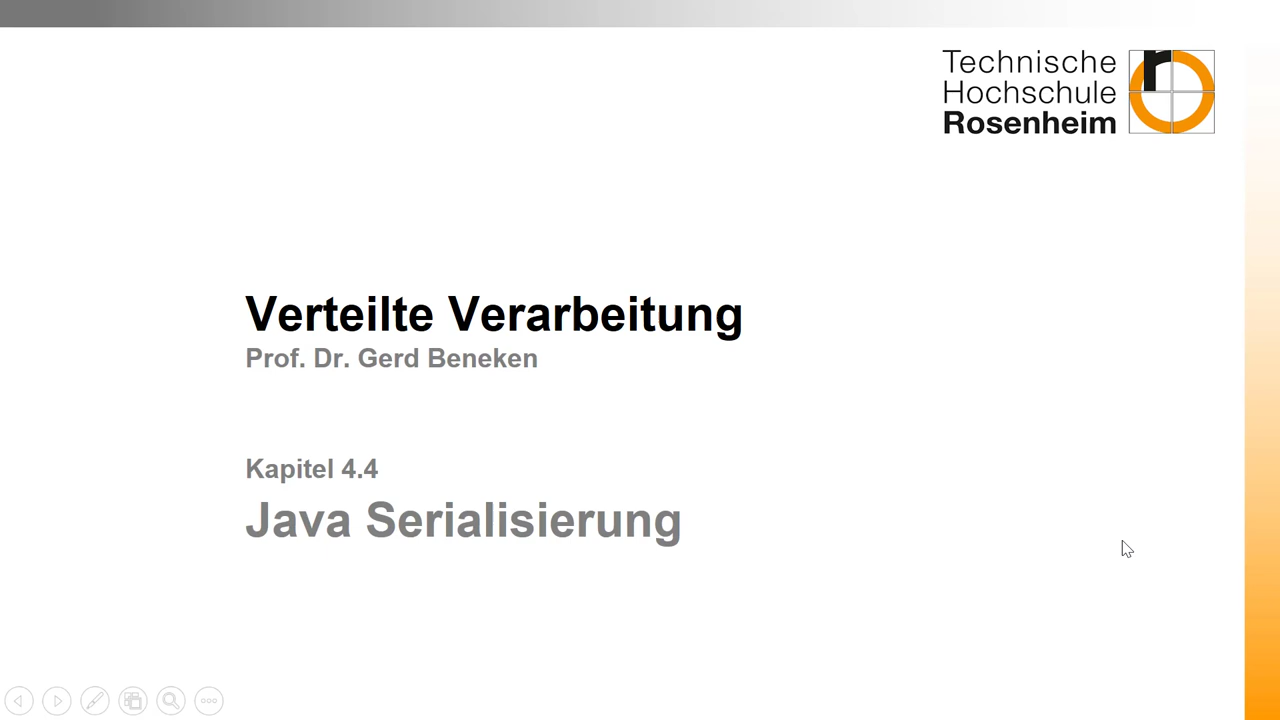 Technische
Hochschule
Rosenheim
Verteilte Verarbeitung
Prof. Dr. Gerd Beneken
Kapitel 4.4
Java Serialisierung